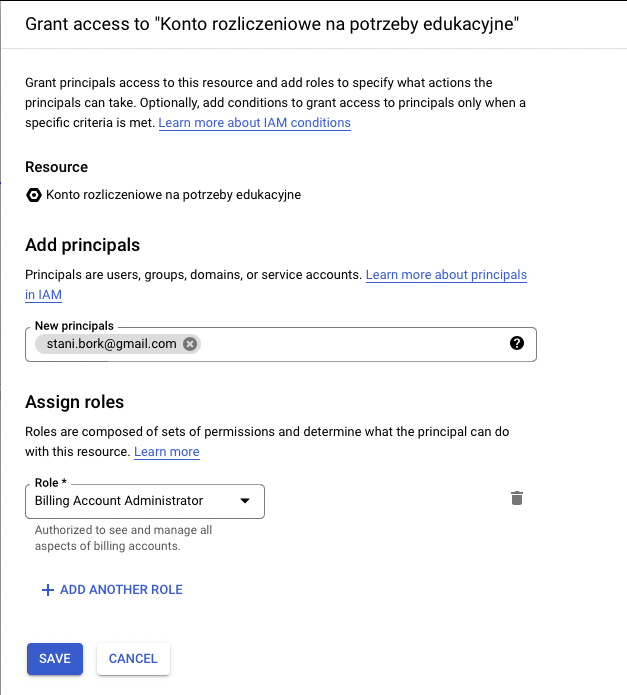 Grant access to "Konto rozliczeniowe na potrzeby edukacyjne"
Grant principals access to this resource and add roles to specify what actions the
principals can take. Optionally, add conditions to grant access to principals only when a
specific criteria is met. Learn more about IAM conditions
Resource
Konto rozliczeniowe na potrzeby edukacyjne
Add principals
Principals are users, groups, domains, or service accounts. Learn more about principals
in IAM
New principals
stani.bork@gmail.com
Assign roles
Roles are composed of sets of permissions and determine what the principal can do
with this resource. Learn more
Role *
Billing Account Administrator
Authorized to see and manage all
aspects of billing accounts.
ADD ANOTHER ROLE
SAVE CANCEL